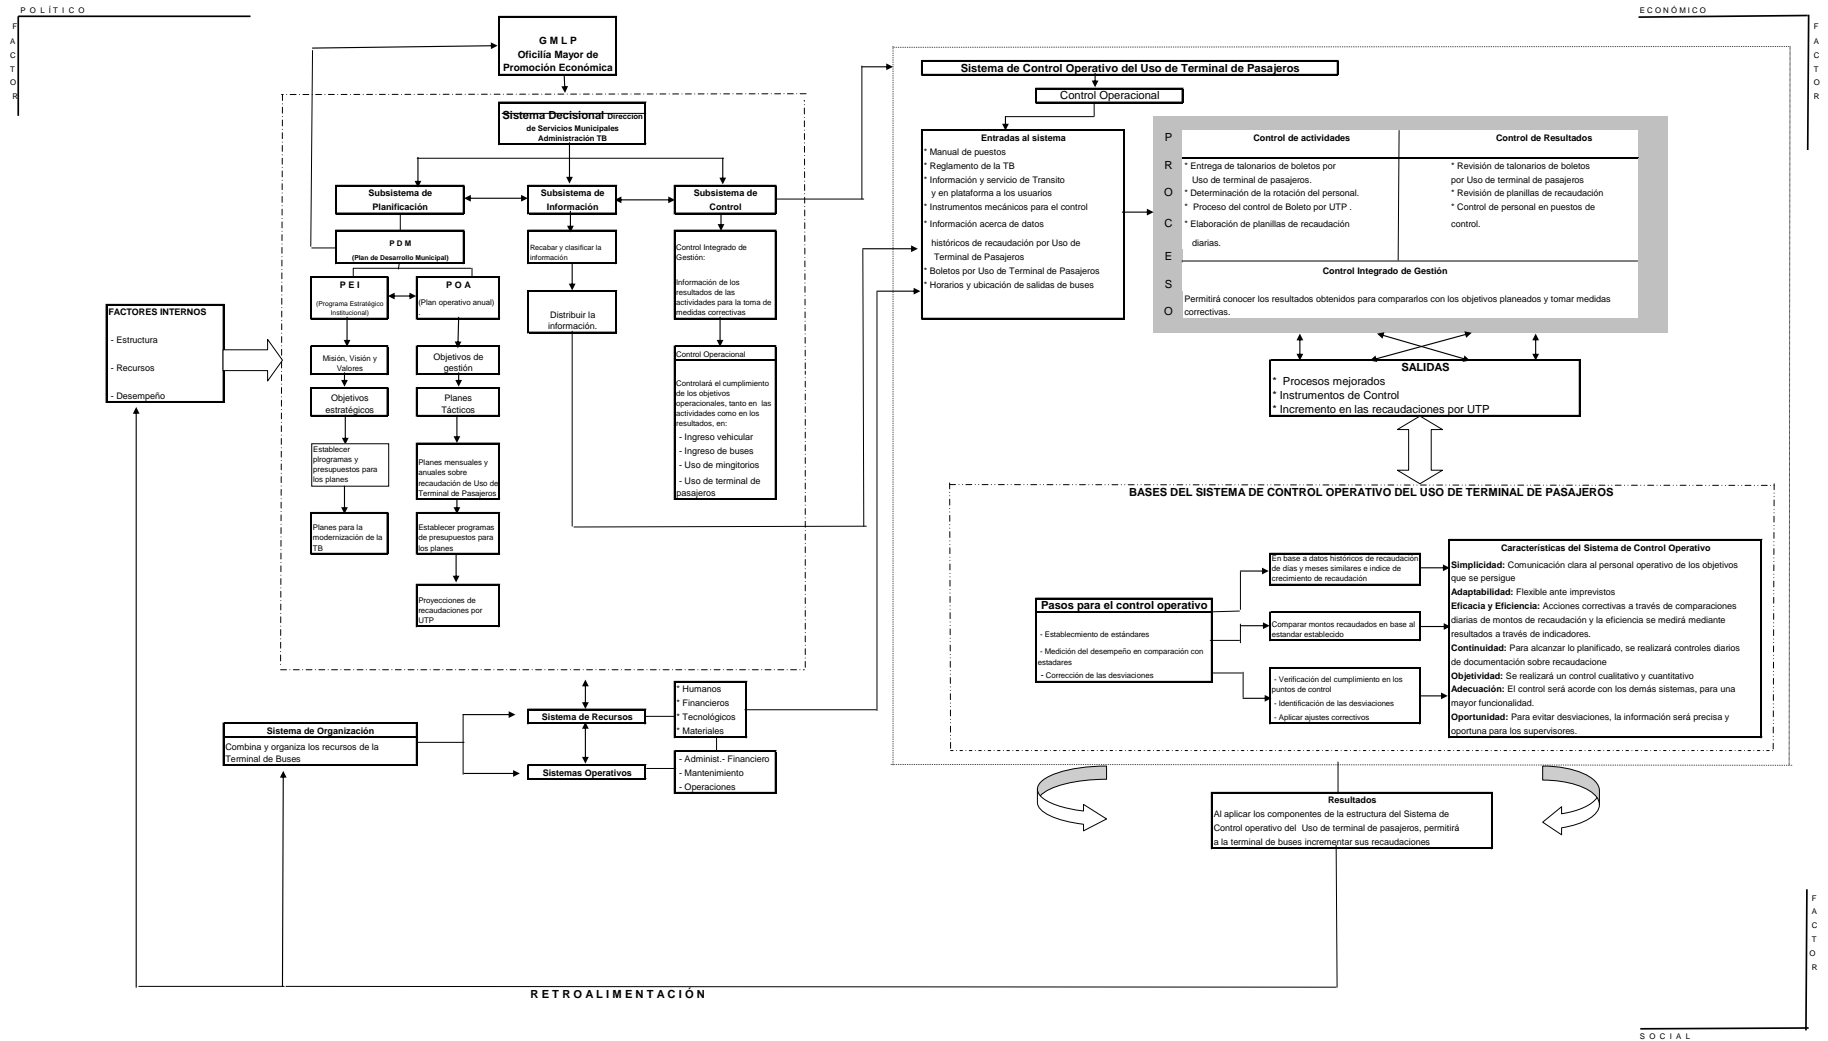 POLÍTICO
FACTOR
ECONÓMICO
FACTOR
GMLP
Oficilía Mayor de
Promoción Económica
Sistema Decisional Dirección
de Servicios Municipales
Administración TB
Subsistema de
Planificación
Subsistema de
Información
Subsistema de
Control
PDM
(Plan de Desarrollo Municipal)
PEI
(Programa Estratégico
Institucional)
POA
(Plan operativo anual)
.
Misión, Visión y
Valores
Objetivos
estratégicos
Establecer
plrogramas y
presupuestos para
los planes
Planes para la
modernización de la
TB
Objetivos de
gestión
Planes
Tácticos
Planes mensuales y
anuales sobre
recaudación de Uso de
Terminal de Pasajeros
Establecer programas
de presupuestos para
los planes
Proyecciones de
recaudaciones por
UTP
Recabar y clasificar la
información
Distribuir la
información.
Control Integrado de
Gestión:
Información de los
resultados de las
actividades para la toma de
medidas correctivas
Control Operacional
Controlará el cumplimiento
de los objetivos
operacionales, tanto en las
actividades como en los
resultados, en:
- Ingreso vehicular
- Ingreso de buses
- Uso de mingitorios
- Uso de terminal de
pasajeros
FACTORES INTERNOS
- Estructura
- Recursos
- Desempeño
Sistema de Organización
Combina y organiza los recursos de la
Terminal de Buses
Sistema de Recursos
Sistemas Operativos
* Humanos
* Financieros
* Tecnológicos
* Materiales
- Administ.- Financiero
- Mantenimiento
- Operaciones
Sistema de Control Operativo del Uso de Terminal de Pasajeros
Control Operacional
Entradas al sistema
* Manual de puestos
* Reglamento de la TB
* Información y servicio de Transito
y en plataforma a los usuarios
* Instrumentos mecánicos para el control
* Información acerca de datos
históricos de recaudación por Uso de
Terminal de Pasajeros
* Boletos por Uso de Terminal de Pasajeros
* Horarios y ubicación de salidas de buses
PROCESO
Control de actividades
* Entrega de talonarios de boletos por
Uso de terminal de pasajeros.
* Determinación de la rotación del personal.
* Proceso del control de Boleto por UTP .
* Elaboración de planillas de recaudación
diarias.
Control de Resultados
* Revisión de talonarios de boletos
por Uso de terminal de pasajeros
* Revisión de planillas de recaudación
* Control de personal en puestos de
control.
Control Integrado de Gestión
Permitirá conocer los resultados obtenidos para compararlos con los objetivos planeados y tomar medidas
correctivas.
SALIDAS
* Procesos mejorados
* Instrumentos de Control
* Incremento en las recaudaciones por UTP
BASES DEL SISTEMA DE CONTROL OPERATIVO DEL USO DE TERMINAL DE PASAJEROS
Pasos para el control operativo
- Establecmiento de estándares
- Medición del desempeño en comparación con
estadares
- Corrección de las desviaciones
En base a datos históricos de recaudación
de días y meses similares e indice de
crecimiento de recaudación
Comparar montos recaudados en base al
estandar establecido
- Verificación del cumplimiento en los
puntos de control
- Identificación de las desviaciones
- Aplicar ajustes correctivos
Características del Sistema de Control Operativo
Simplicidad: Comunicación clara al personal operativo de los objetivos
que se persigue
Adaptabilidad: Flexible ante imprevistos
Eficacia y Eficiencia: Acciones correctivas a través de comparaciones
diarias de montos de recaudación y la eficiencia se medirá mediante
resultados a través de indicadores.
Continuidad: Para alcanzar lo planificado, se realizará controles diarios
de documentación sobre recaudacione
Objetividad: Se realizará un control cualitativo y cuantitativo
Adecuación: El control será acorde con los demás sistemas, para una
mayor funcionalidad.
Oportunidad: Para evitar desviaciones, la información será precisa y
oportuna para los supervisores.
Resultados
Al aplicar los componentes de la estructura del Sistema de
Control operativo del Uso de terminal de pasajeros, permitirá
a la terminal de buses incrementar sus recaudaciones
RETROALIMENTACIÓN
FACTOR
SOCIAL